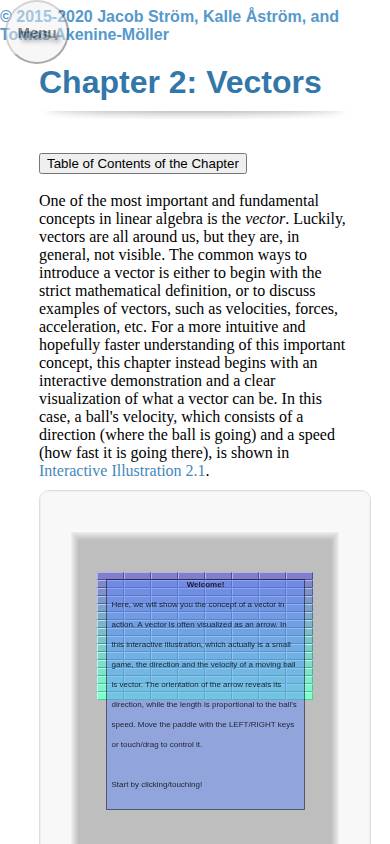 © 2015-2020 Jacob Ström, Kalle Åström, and
Tomas Akenine-Möller
Menu
Chapter 2: Vectors
Table of Contents of the Chapter
One of the most important and fundamental
concepts in linear algebra is the vector. Luckily,
vectors are all around us, but they are, in
general, not visible. The common ways to
introduce a vector is either to begin with the
strict mathematical definition, or to discuss
examples of vectors, such as velocities, forces,
acceleration, etc. For a more intuitive and
hopefully faster understanding of this important
concept, this chapter instead begins with an
interactive demonstration and a clear
visualization of what a vector can be. In this
case, a ball's velocity, which consists of a
direction (where the ball is going) and a speed
(how fast it is going there), is shown in
Interactive Illustration 2.1.
Welcome!
Here, we will show you the concept of a vector in
action. A vector is often visualized as an arrow. In
this interactive illustration, which actually is a small
game, the direction and the velocity of a moving ball
is vector. The orientation of the arrow reveals its
direction, while the length is proportional to the ball's
speed. Move the paddle with the LEFT/RIGHT keys
or touch/drag to control it.
Start by clicking/touching!